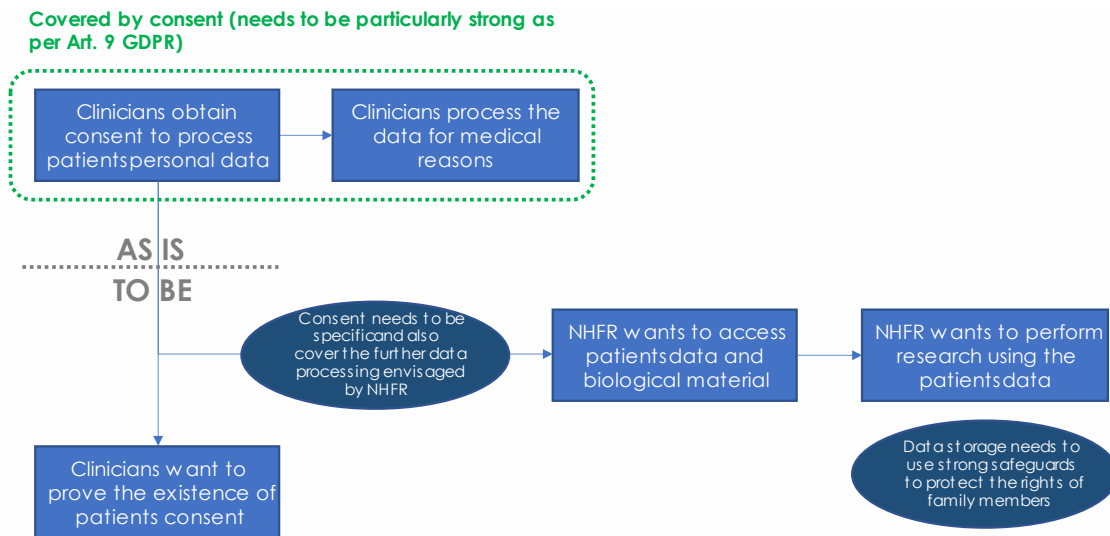 Covered by consent (needs to be particularly strong as
per Art. 9 GDPR)
Clinicians obtain
consent to process
patientspersonal data
Clinicians process the
data for medical
reasons
AS IS
TO BE
Consent needs to be
specificand also
cover the further data
processing envisaged
by NHFR
NHFR wants to access
patientsdata and
biological material
NHFR wants to perform
research using the
patientsdata
Data storage needs to
use strong safeguards
to protect the rights of
family members
Clinicians want to
prove the existence of
patients consent